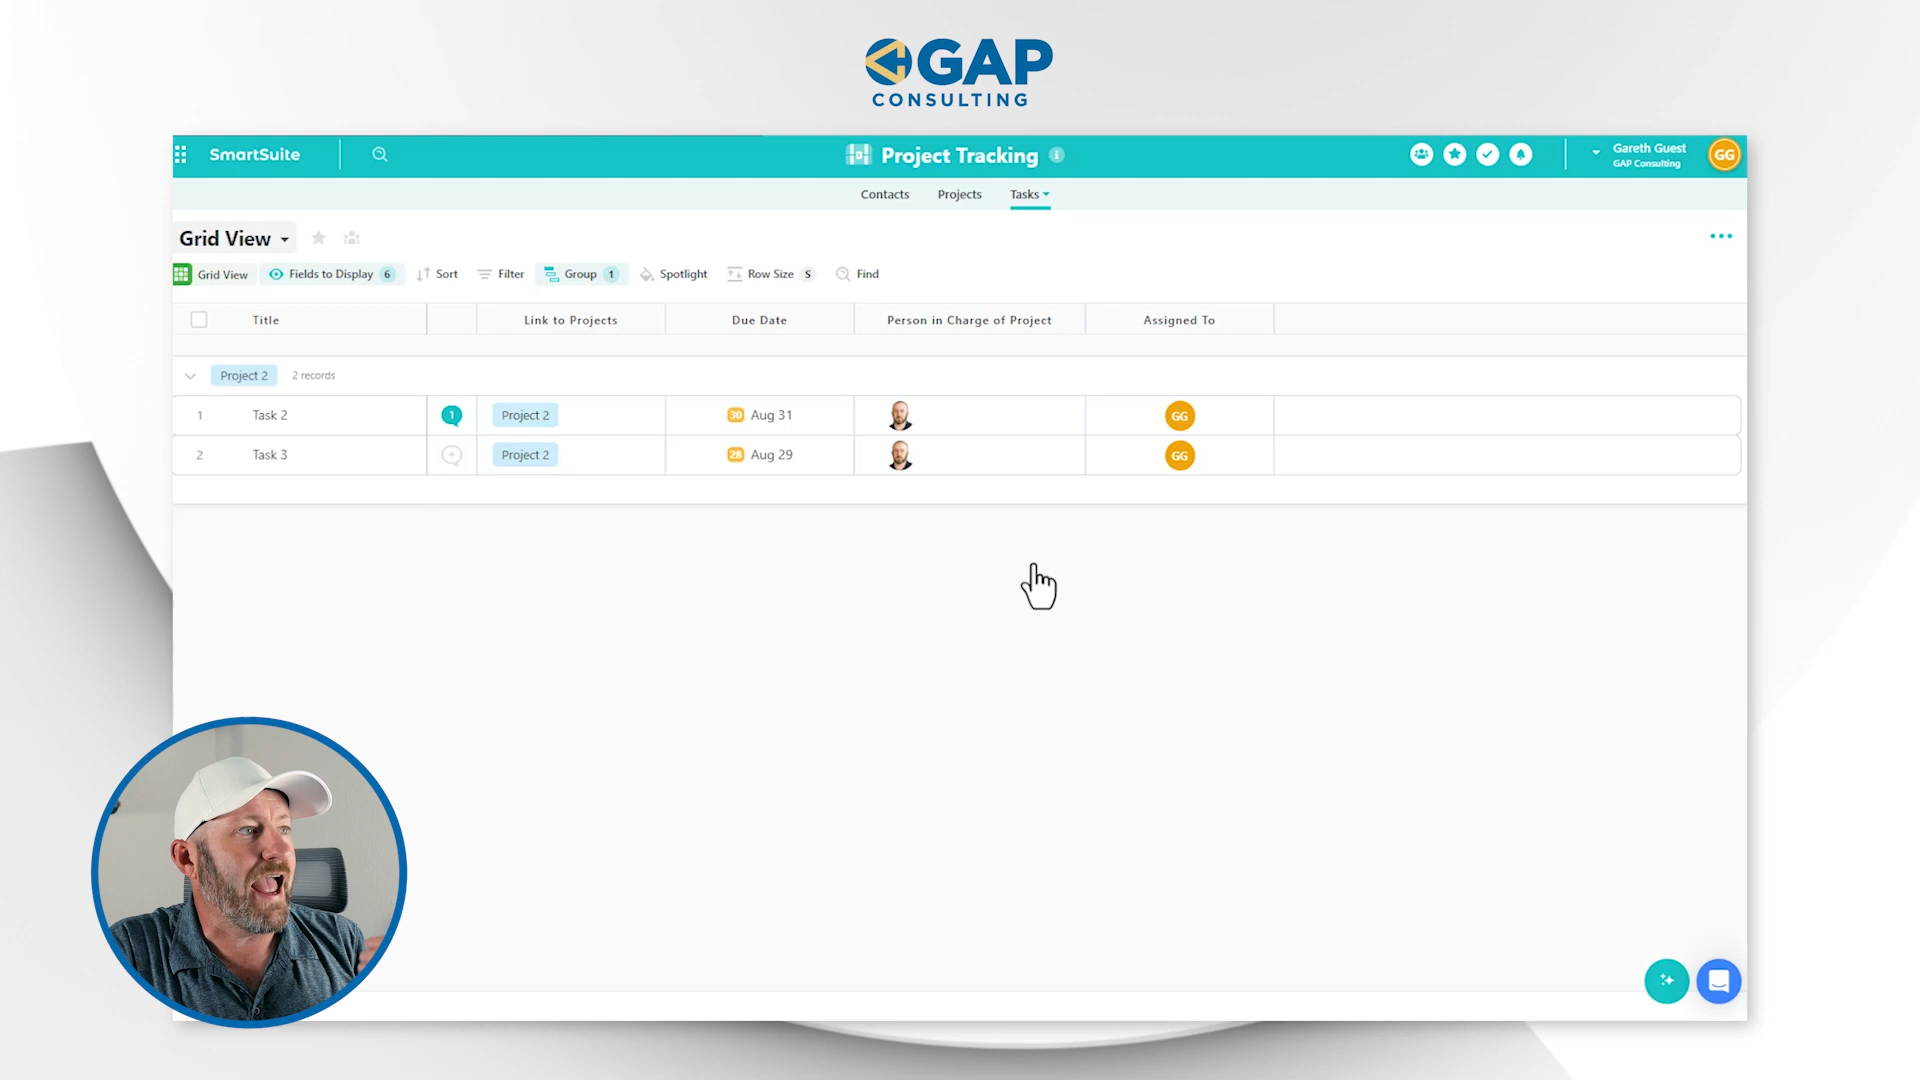 GAP
CONSULTING
SmartSuite
Project Tracking
Gareth Guest
GAP Consulting
GG
Contacts
Projects
Tasks
Grid View
Grid View
Fields to Display 6
Sort
Filter
Group 1
Spotlight
Row Size S
Find
Title
Link to Projects
Due Date
Person in Charge of Project
Assigned To
Project 2 2 records
1 Task 2 1 Project 2 30 Aug 31 GG
2 Task 3 Project 2 28 Aug 29 GG